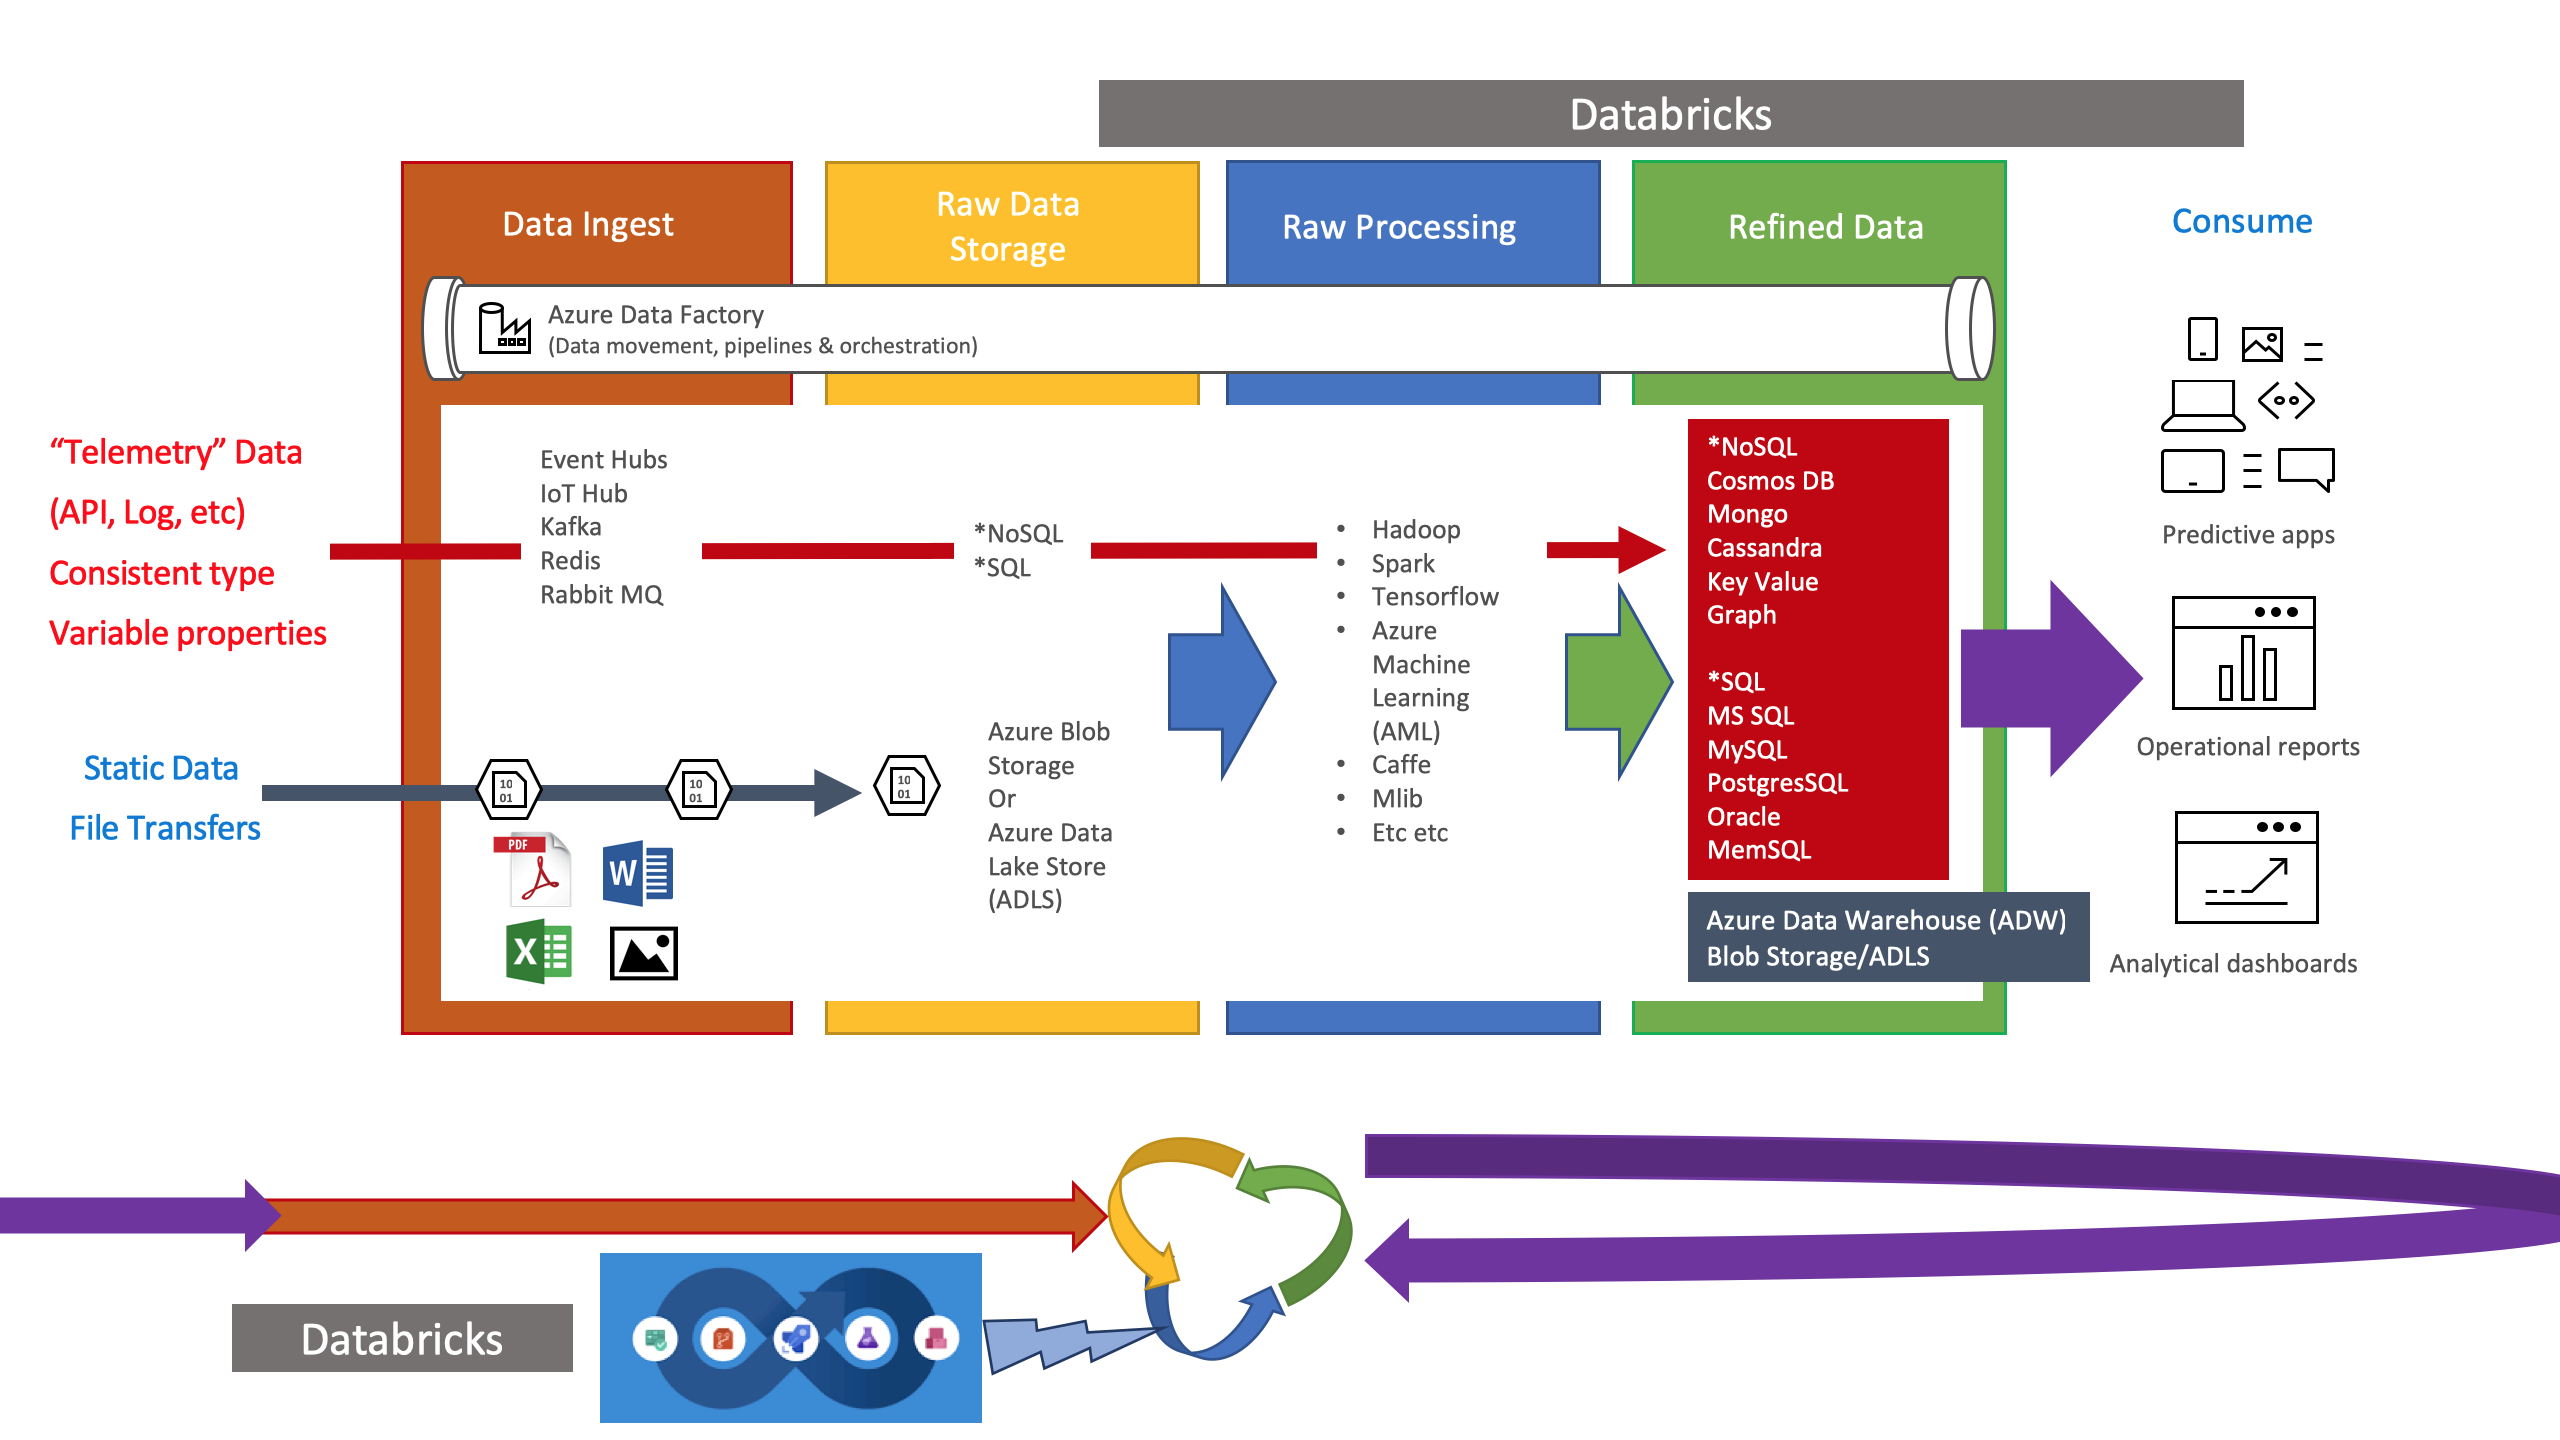 Databricks
Data Ingest
Raw Data
Storage
Raw Processing
Refined Data
Consume
Azure Data Factory
(Data movement, pipelines & orchestration)
“Telemetry” Data
(API, Log, etc)
Consistent type
Variable properties
Static Data
File Transfers
Event Hubs
IoT Hub
Kafka
Redis
Rabbit MQ
10
01
10
01
10
01
PDF
W
X
*NoSQL
*SQL
Azure Blob
Storage
Or
Azure Data
Lake Store
(ADLS)
• Hadoop
• Spark
• Tensorflow
• Azure
Machine
Learning
(AML)
• Caffe
• Mlib
• Etc etc
*NoSQL
Cosmos DB
Mongo
Cassandra
Key Value
Graph
*SQL
MS SQL
MySQL
PostgresSQL
Oracle
MemSQL
Azure Data Warehouse (ADW)
Blob Storage/ADLS
Predictive apps
Operational reports
Analytical dashboards
Databricks